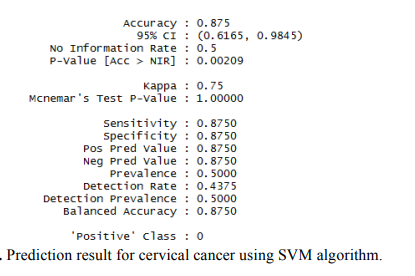 Accuracy : 0.875
95% CI : (0.6165, 0.9845)
No Information Rate : 0.5
P-Value [Acc > NIR] : 0.00209
Kappa : 0.75
Mcnemar's Test P-Value : 1.00000
Sensitivity : 0.8750
Specificity : 0.8750
Pos Pred Value : 0.8750
Neg Pred Value : 0.8750
Prevalence : 0.5000
Detection Rate : 0.4375
Detection Prevalence : 0.5000
Balanced Accuracy : 0.8750
'Positive' Class : 0
. Prediction result for cervical cancer using SVM algorithm.